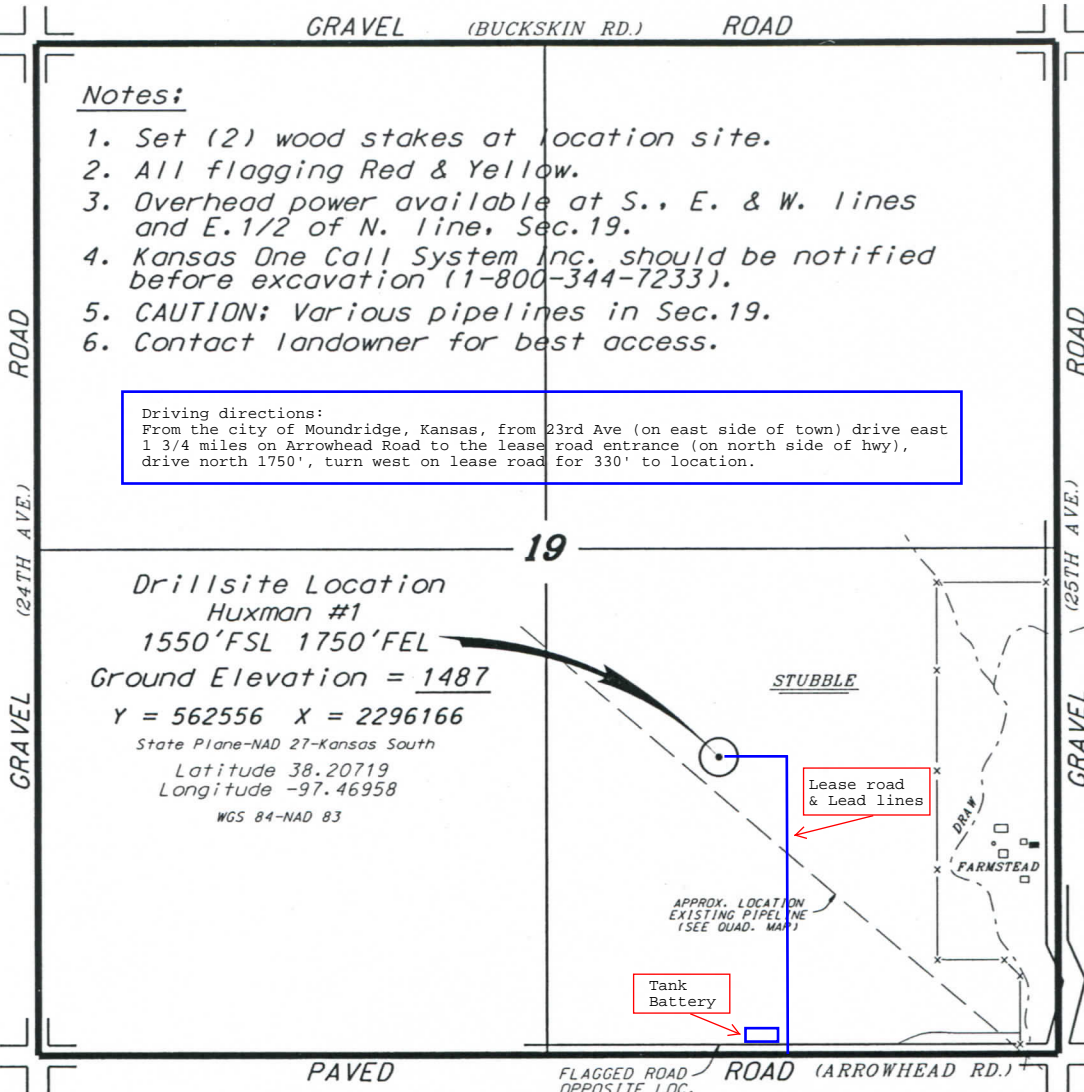 GRAVEL (BUCKSKIN RD.) ROAD
Notes:
1. Set (2) wood stakes at location site.
2. All flagging Red & Yellow.
3. Overhead power available at S., E. & W. lines
and E.1/2 of N. line, Sec.19.
4. Kansas One Call System Inc. should be notified
before excavation (1-800-344-7233).
5. CAUTION: Various pipelines in Sec.19.
6. Contact landowner for best access.
Driving directions:
From the city of Moundridge, Kansas, from 23rd Ave (on east side of town) drive east
1 3/4 miles on Arrowhead Road to the lease road entrance (on north side of hwy),
drive north 1750', turn west on lease road for 330' to location.
GRAVEL (24TH AVE.) ROAD
GRAVEL (25TH AVE.) ROAD
19
Drillsite Location
Huxman #1
1550'FSL 1750'FEL
Ground Elevation = 1487
Y = 562556 X = 2296166
State Plane-NAD 27-Kansas South
Latitude 38.20719
Longitude -97.46958
WGS 84-NAD 83
STUBBLE
Lease road
& Lead lines
DRAW
FARMSTEAD
APPROX. LOCATION
EXISTING PIPELINE
(SEE QUAD. MAP)
Tank
Battery
PAVED ROAD (ARROWHEAD RD.)
FLAGGED ROAD
OPPOSITE LOC.